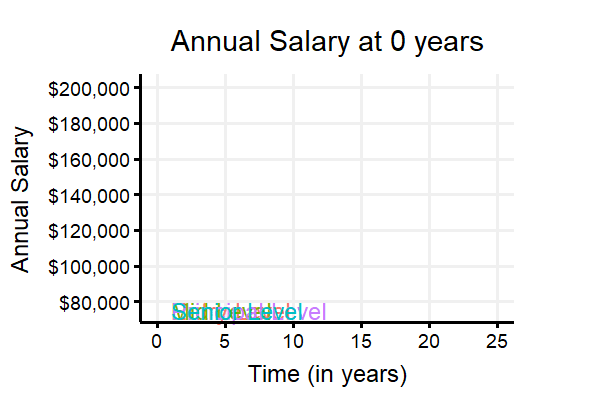 Annual Salary at 0 years
Annual Salary
$200,000
$180,000
$160,000
$140,000
$120,000
$100,000
$80,000
Level
0 5 10 15 20 25
Time (in years)